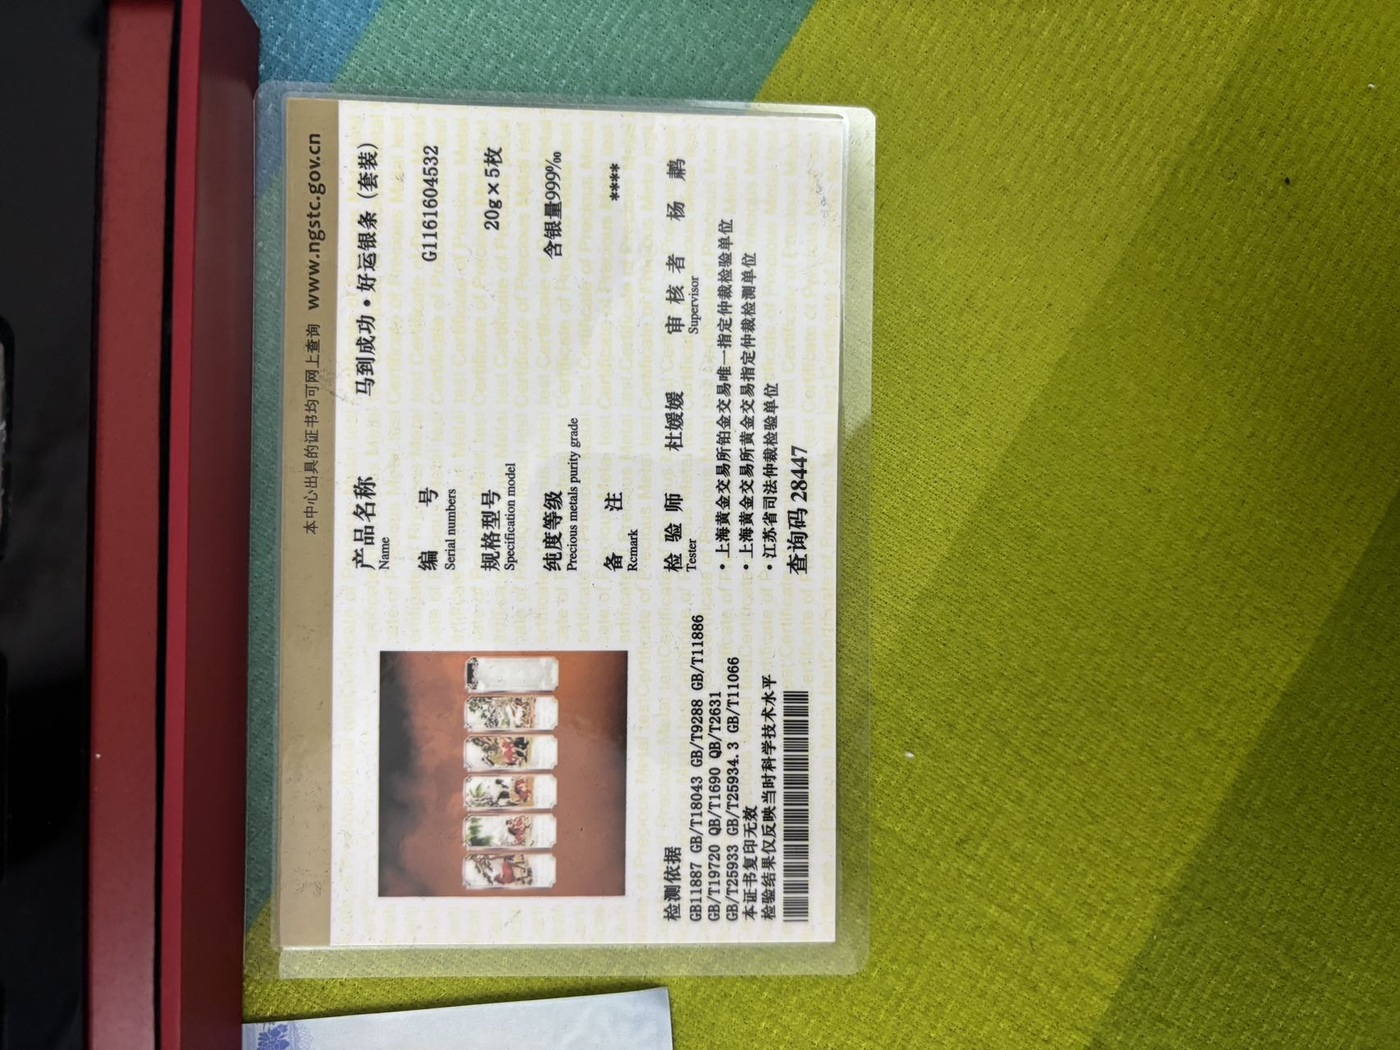 本中心出具的证书均可网上查询 www.ngstc.gov.cn
产品名称 马到成功·好运银条（套装）
Name
编 号 G1161604532
Serial numbers
规格型号 20g×5枚
Specification model
纯度等级 含银量999‰
Precious metals purity grade
备 注 ****
Remark
检 验 师 杜媛媛 审 核 者 杨 鹔
Tester Supervisor
·上海黄金交易所铂金交易唯一指定仲裁检验单位
·上海黄金交易所黄金交易指定仲裁检测单位
·江苏省司法仲裁检验单位
查询码 28447
检测依据
GB11887 GB/T18043 GB/T9288 GB/T11886
GB/T19720 QB/T1690 QB/T2631
GB/T25933 GB/T25934.3 GB/T11066
本证书复印无效
检验结果仅反映当时科学技术水平